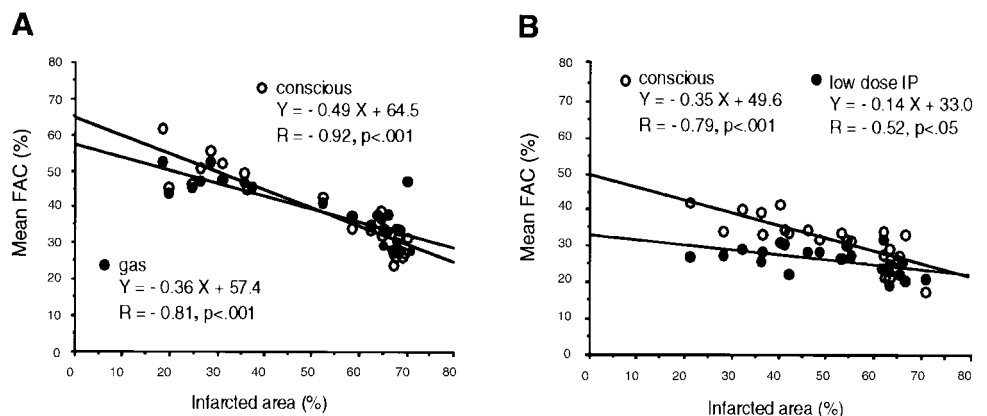 A
Mean FAC (%)
80
70
60
50
40
30
20
10
0
0 10 20 30 40 50 60 70 80
Infarcted area (%)
conscious
Y = - 0.49 X + 64.5
R = - 0.92, p<.001
gas
Y = - 0.36 X + 57.4
R = - 0.81, p<.001
B
Mean FAC (%)
80
70
60
50
40
30
20
10
0
0 10 20 30 40 50 60 70 80
Infarcted area (%)
conscious
Y = - 0.35 X + 49.6
R = - 0.79, p<.001
low dose IP
Y = - 0.14 X + 33.0
R = - 0.52, p<.05